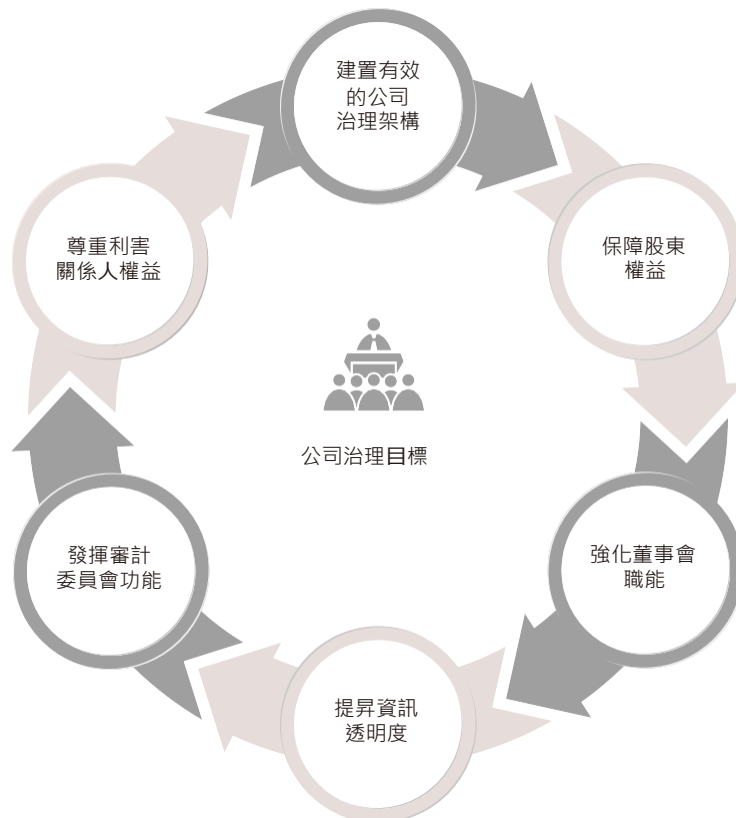 建置有效
的公司
治理架構
保障股東
權益
強化董事會
職能
提昇資訊
透明度
發揮審計
委員會功能
尊重利害
關係人權益
公司治理目標